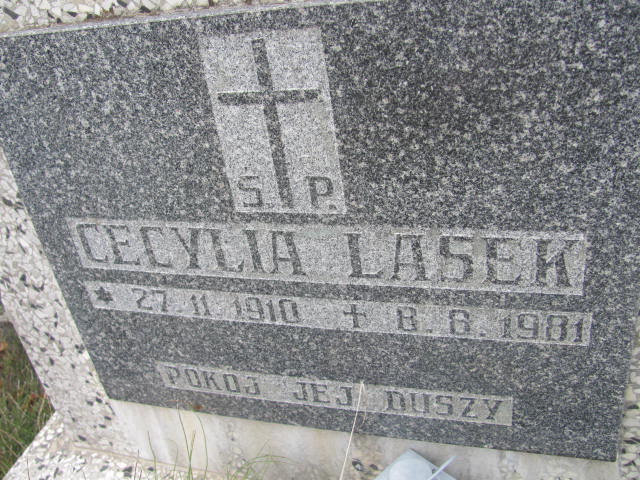 S. P.
CECYLIA LASEK
* 27.11.1910 ✝ 8.6.1981
POKOJ JEJ DUSZY